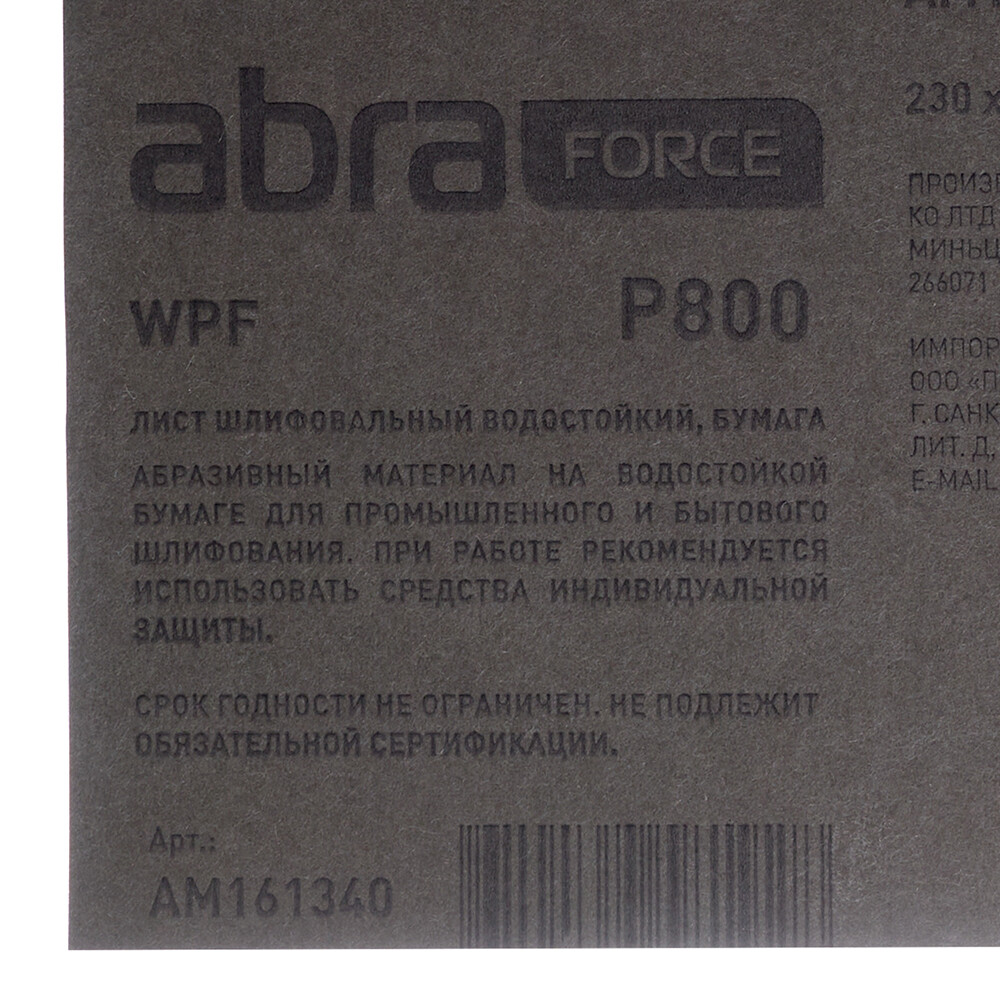 abra FORCE
WPF P800
ЛИСТ ШЛИФОВАЛЬНЫЙ ВОДОСТОЙКИЙ, БУМАГА
АБРАЗИВНЫЙ МАТЕРИАЛ НА ВОДОСТОЙКОЙ
БУМАГЕ ДЛЯ ПРОМЫШЛЕННОГО И БЫТОВОГО
ШЛИФОВАНИЯ. ПРИ РАБОТЕ РЕКОМЕНДУЕТСЯ
ИСПОЛЬЗОВАТЬ СРЕДСТВА ИНДИВИДУАЛЬНОЙ
ЗАЩИТЫ.
СРОК ГОДНОСТИ НЕ ОГРАНИЧЕН. НЕ ПОДЛЕЖИТ
ОБЯЗАТЕЛЬНОЙ СЕРТИФИКАЦИИ.
Арт.:
AM161340
230 x
ПРОИЗВ
КО ЛТД
МИНЬЦ
266071
ИМПОР
ООО «П
Г. САНК
ЛИТ. Д,
E-MAIL